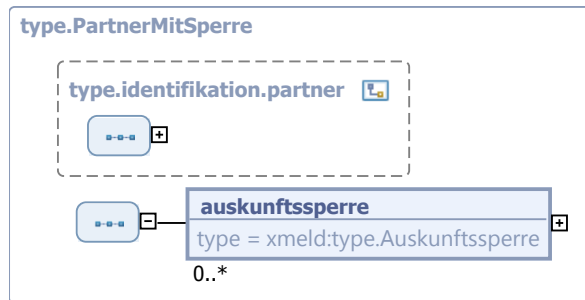 type.PartnerMitSperre
type.identifikation.partner
auskunftssperre
type = xmeld:type.Auskunftssperre
0..*